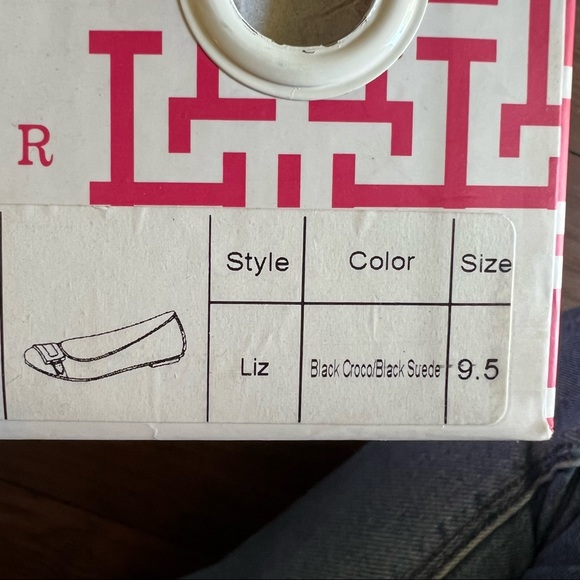 R
Style Color Size
Liz Black Croco/Black Suede 9.5